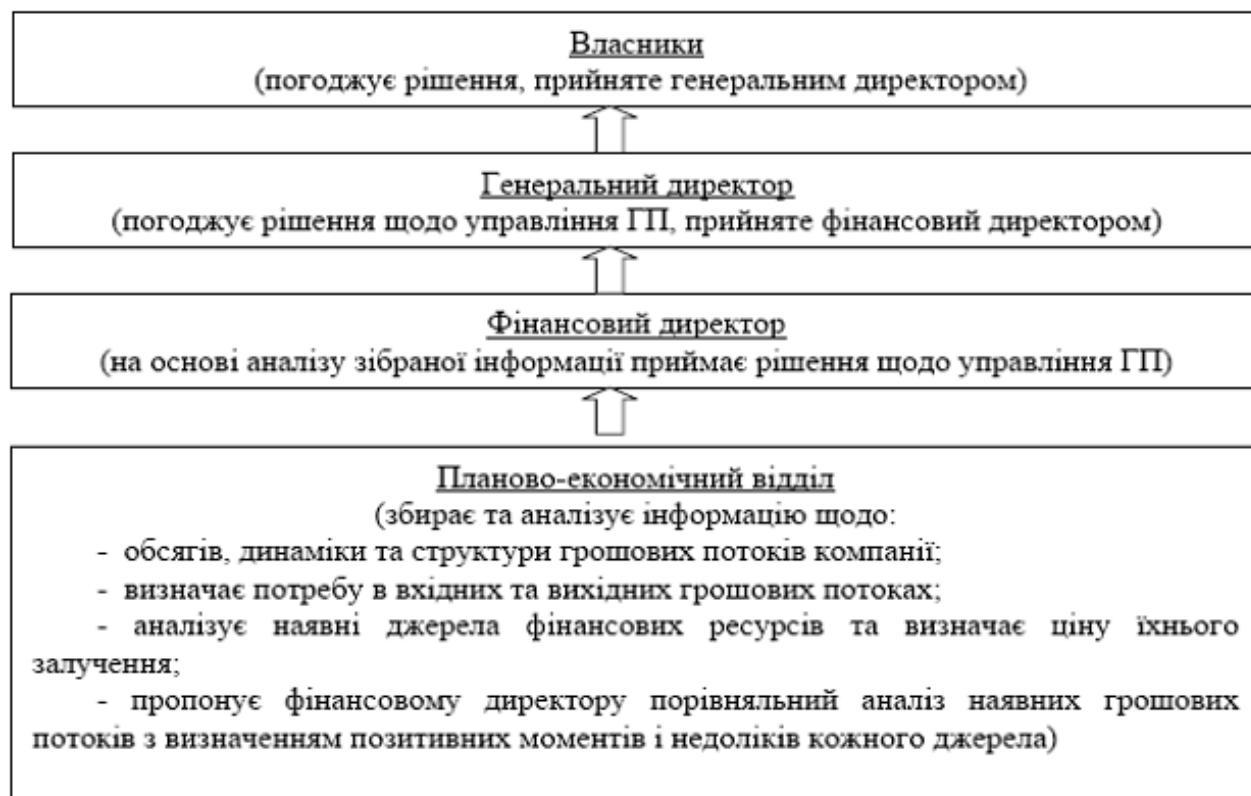 Власники
(погоджує рішення, прийняте генеральним директором)
Генеральний директор
(погоджує рішення щодо управління ГП, прийняте фінансовий директором)
Фінансовий директор
(на основі аналізу зібраної інформації приймає рішення щодо управління ГП)
Планово-економічний відділ
(збирає та аналізує інформацію щодо:
- обсягів, динаміки та структури грошових потоків компанії;
- визначає потребу в вхідних та вихідних грошових потоках;
- аналізує наявні джерела фінансових ресурсів та визначає ціну їхнього
залучення;
- пропонує фінансовому директору порівняльний аналіз наявних грошових
потоків з визначенням позитивних моментів і недоліків кожного джерела)